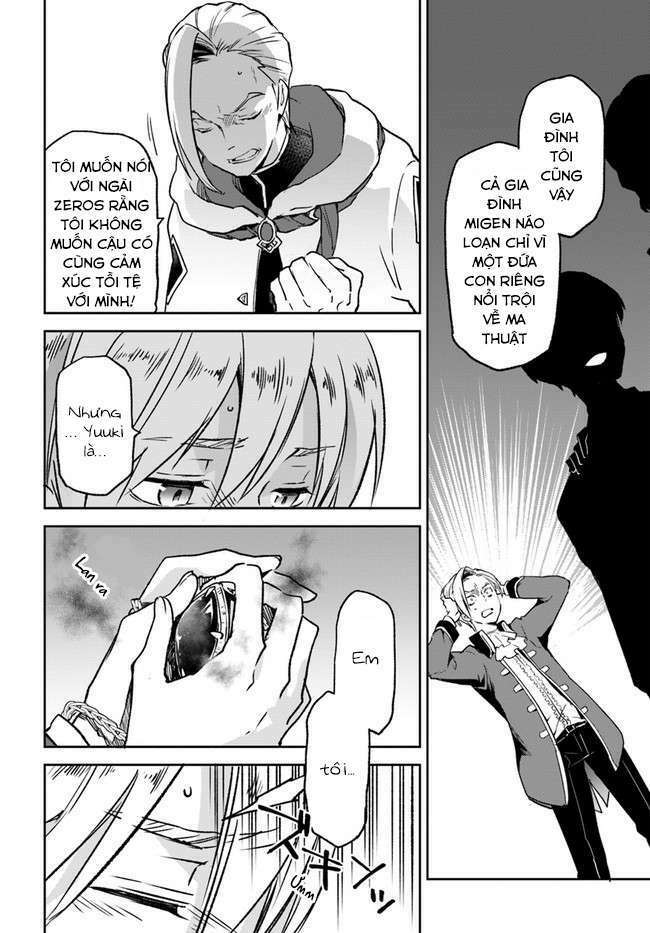 GIA
ĐÌNH
TÔI
CŨNG
VẬY
CẢ GIA
ĐÌNH
MIGEN NÁO
LOẠN CHỈ VÌ
MỘT ĐỨA
CON RIÊNG
NỔI TRỘI
VỀ MA
THUẬT
TÔI MUỐN NÓI
VỚI NGÀI
ZEROS RẰNG
TÔI KHÔNG
MUỐN CẬU CÓ
CÙNG CẢM
XÚC TỒI TỆ
VỚI MÌNH!
Nhưng
... Yuuki
là...
Lan ra
Em
tôi...
Ưmm